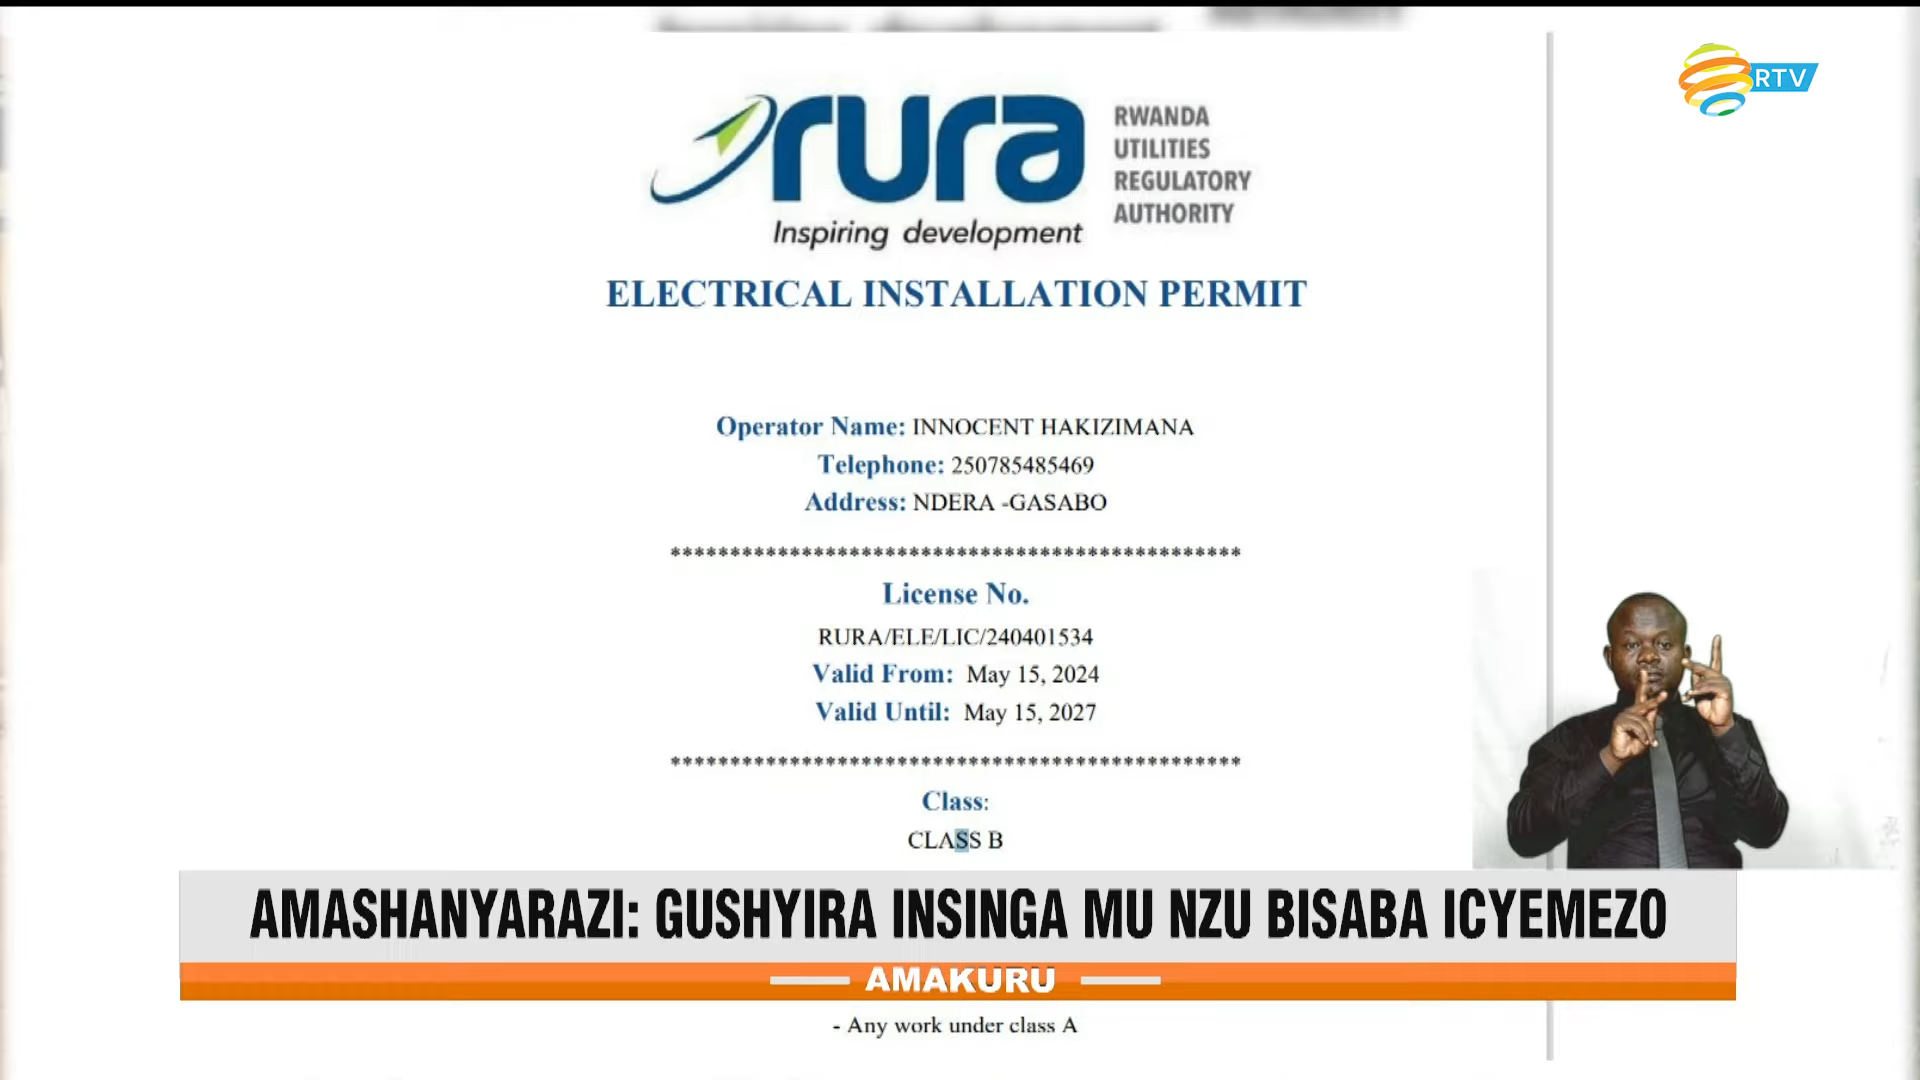 RTV
rura
RWANDA
UTILITIES
REGULATORY
AUTHORITY
Inspiring development
ELECTRICAL INSTALLATION PERMIT
Operator Name: INNOCENT HAKIZIMANA
Telephone: 250785485469
Address: NDERA -GASABO
************************************************
License No.
RURA/ELE/LIC/240401534
Valid From: May 15, 2024
Valid Until: May 15, 2027
************************************************
Class:
CLASS B
AMASHANYARAZI: GUSHYIRA INSINGA MU NZU BISABA ICYEMEZO
AMAKURU
- Any work under class A